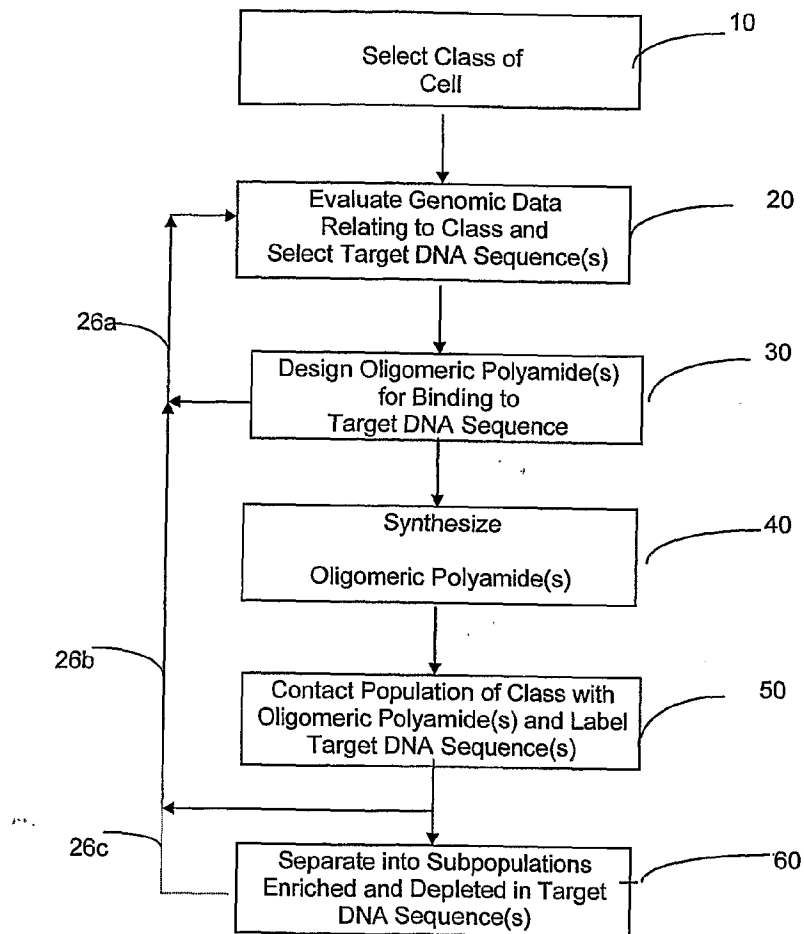 10
Select Class of
Cell
20
Evaluate Genomic Data
Relating to Class and
Select Target DNA Sequence(s)
26a
30
Design Oligomeric Polyamide(s)
for Binding to
Target DNA Sequence
40
Synthesize
Oligomeric Polyamide(s)
26b
50
Contact Population of Class with
Oligomeric Polyamide(s) and Label
Target DNA Sequence(s)
26c
60
Separate into Subpopulations
Enriched and Depleted in Target
DNA Sequence(s)